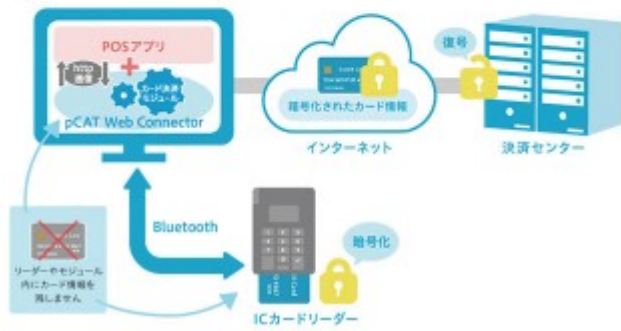 POSアプリ
http
通信
カード決済
モジュール
pCAT Web Connector
暗号化されたカード情報
インターネット
復号
決済センター
Bluetooth
リーダーやモジュール
内にカード情報を
残しません
暗号化
ICカードリーダー